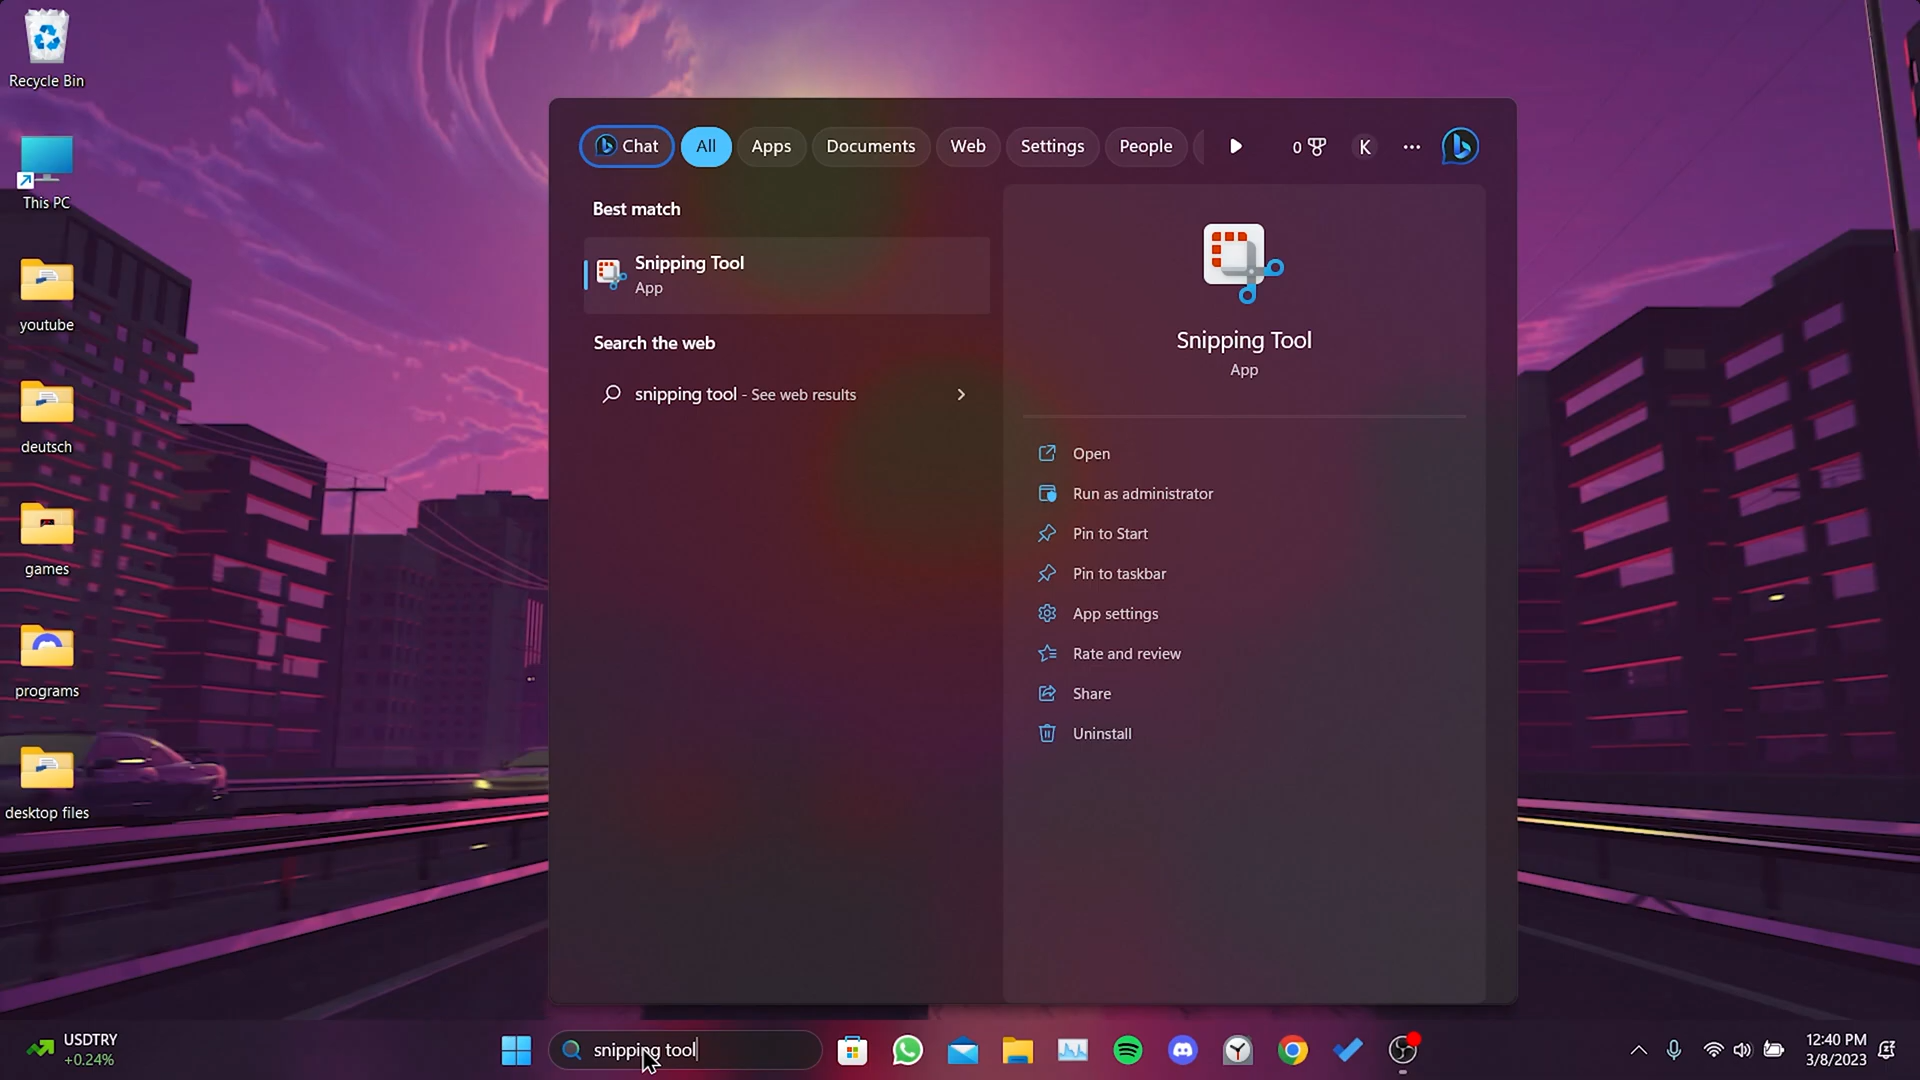 Recycle Bin
This PC
youtube
deutsch
games
programs
desktop files
Chat
All
Apps
Documents
Web
Settings
People
0
K
Best match
Snipping Tool
App
Search the web
snipping tool - See web results
Snipping Tool
App
Open
Run as administrator
Pin to Start
Pin to taskbar
App settings
Rate and review
Share
Uninstall
USDTRY
+0.24%
snipping tool
12:40 PM
3/8/2023